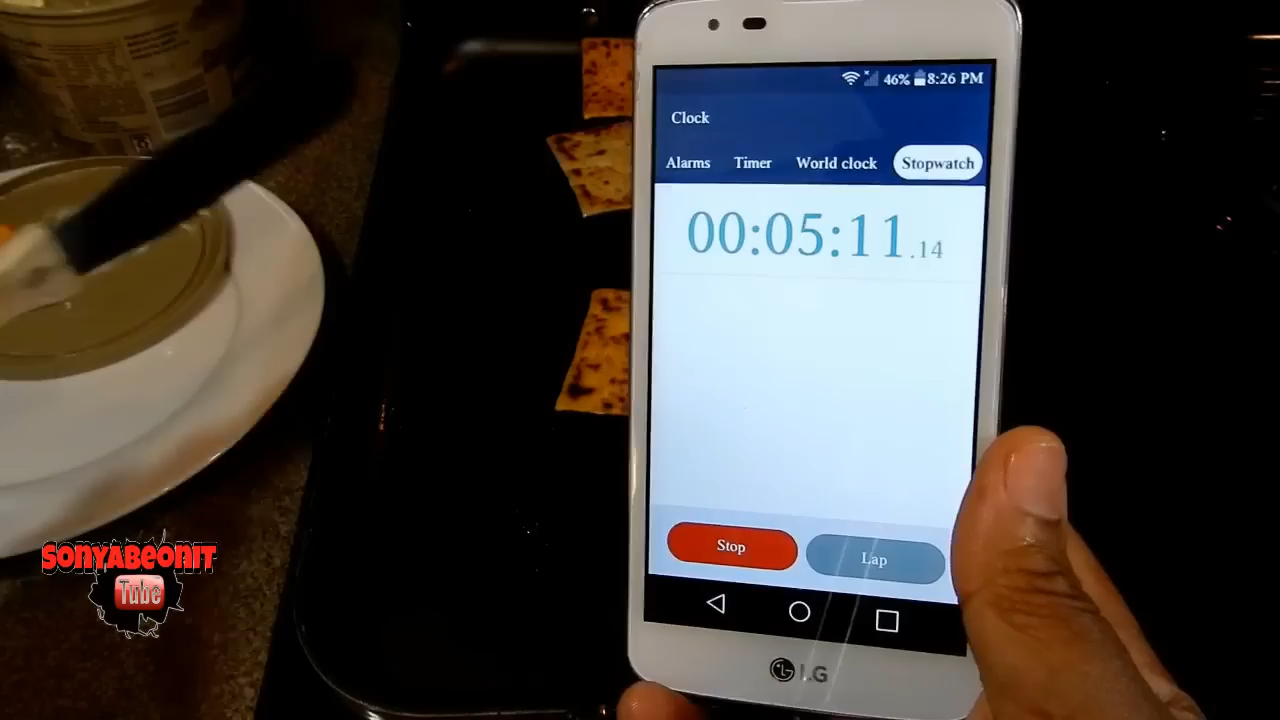 46% 8:26 PM
Clock
Alarms Timer World clock Stopwatch
00:05:11.14
Stop Lap
LG
SONYABEONIT
Tube